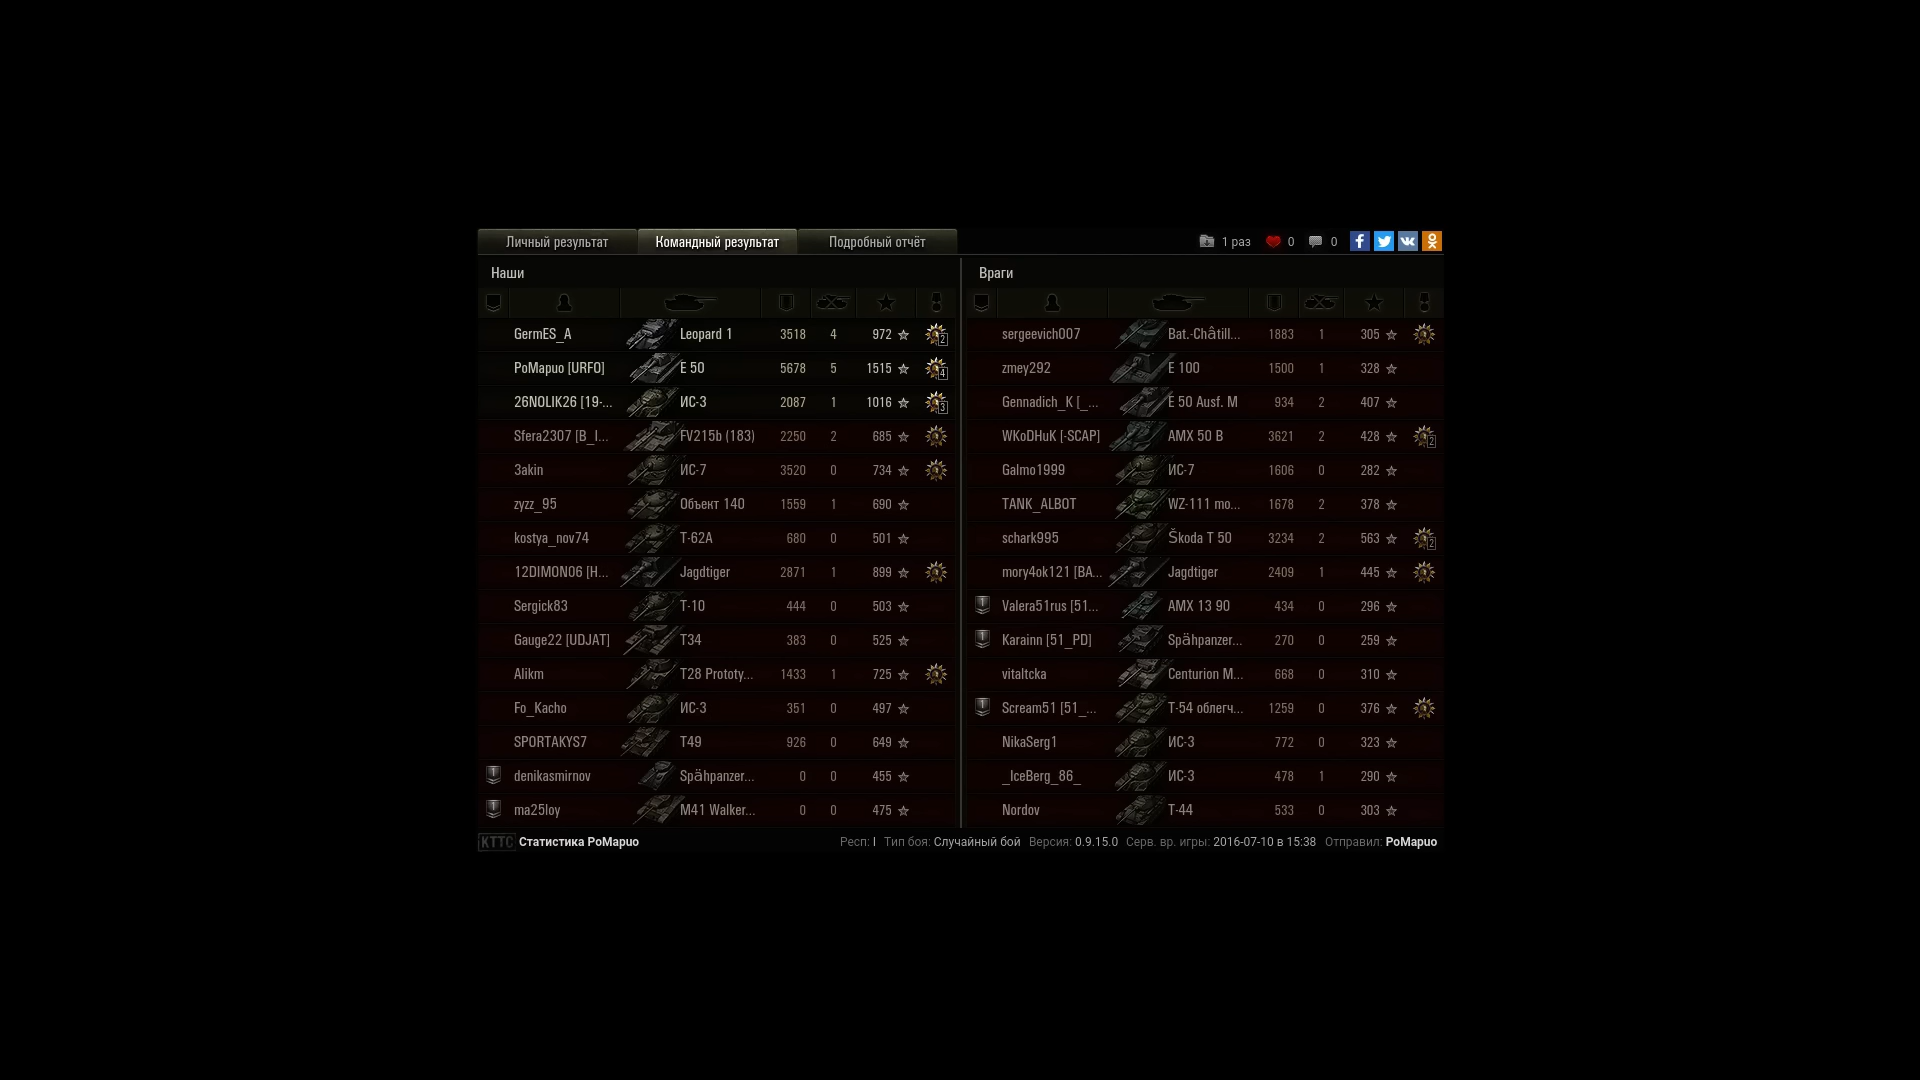 Личный результат Командный результат Подробный отчёт 1 раз 0 0
Наши Враги
GermES_A Leopard 1 3518 4 972 2 sergeevich007 Bat.-Châtill... 1883 1 305
PoMapuo [URFO] E 50 5678 5 1515 4 zmey292 E 100 1500 1 328
26NOLIK26 [19-... ИС-3 2087 1 1016 3 Gennadich_K [_... E 50 Ausf. M 934 2 407
Sfera2307 [B_I... FV215b (183) 2250 2 685 WKoDHuK [-SCAP] AMX 50 B 3621 2 428 2
3akin ИС-7 3520 0 734 Galmo1999 ИС-7 1606 0 282
zyzz_95 Объект 140 1559 1 690 TANK_ALBOT WZ-111 mo... 1678 2 378
kostya_nov74 Т-62А 680 0 501 schark995 Škoda T 50 3234 2 563 2
12DIMON06 [H... Jagdtiger 2871 1 899 mory4ok121 [BA... Jagdtiger 2409 1 445
Sergick83 Т-10 444 0 503 1 Valera51rus [51... AMX 13 90 434 0 296
Gauge22 [UDJAT] T34 383 0 525 1 Karainn [51_PD] Spähpanzer... 270 0 259
Alikm T28 Prototy... 1433 1 725 vitaltcka Centurion M... 668 0 310
Fo_Kacho ИС-3 351 0 497 1 Scream51 [51_... Т-54 облегч... 1259 0 376
SPORTAKYS7 T49 926 0 649 NikaSerg1 ИС-3 772 0 323
1 denikasmirnov Spähpanzer... 0 0 455 _IceBerg_86_ ИС-3 478 1 290
1 ma25loy M41 Walker... 0 0 475 Nordov Т-44 533 0 303
KTTC Статистика PoMapuo Респ: I Тип боя: Случайный бой Версия: 0.9.15.0 Серв. вр. игры: 2016-07-10 в 15:38 Отправил: PoMapuo